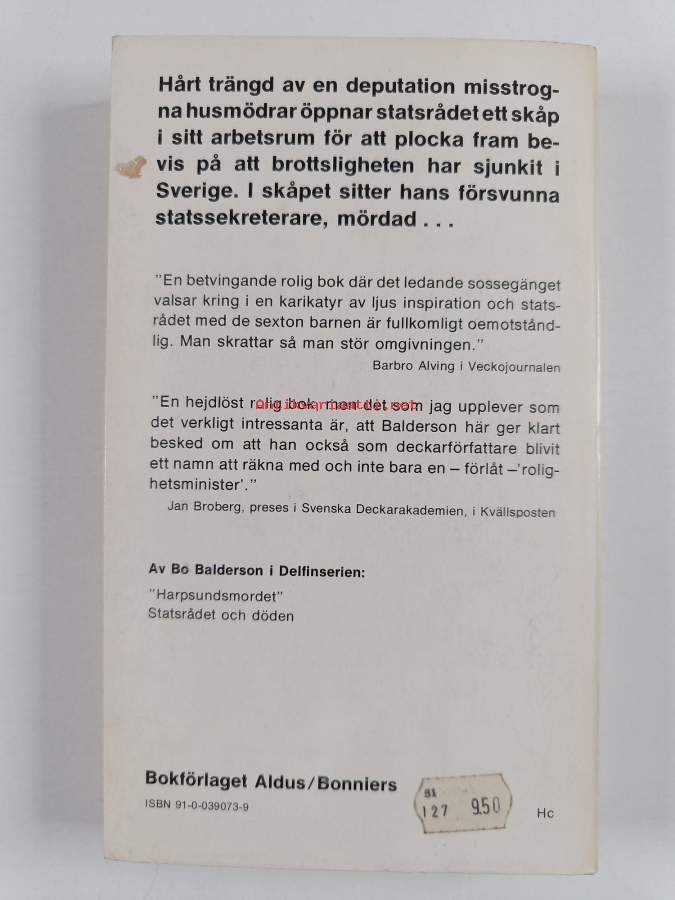 Hårt trängd av en deputation misstrog-
na husmödrar öppnar statsrådet ett skåp
i sitt arbetsrum för att plocka fram be-
vis på att brottsligheten har sjunkit i
Sverige. I skåpet sitter hans försvunna
statssekreterare, mördad . . .
"En betvingande rolig bok där det ledande sossegänget
valsar kring i en karikatyr av ljus inspiration och stats-
rådet med de sexton barnen är fullkomligt oemotstånd-
lig. Man skrattar så man stör omgivningen."
Barbro Alving i Veckojournalen
"En hejdlöst rolig bok, men det som jag upplever som
Antikvariaatti.net
det verkligt intressanta är, att Balderson här ger klart
besked om att han också som deckarförfattare blivit
ett namn att räkna med och inte bara en – förlåt –'rolig-
hetsminister'."
Jan Broberg, preses i Svenska Deckarakademien, i Kvällsposten
Av Bo Balderson i Delfinserien:
"Harpsundsmordet"
Statsrådet och döden
Bokförlaget Aldus/Bonniers
ISBN 91-0-039073-9
81
127 9.50
Hc